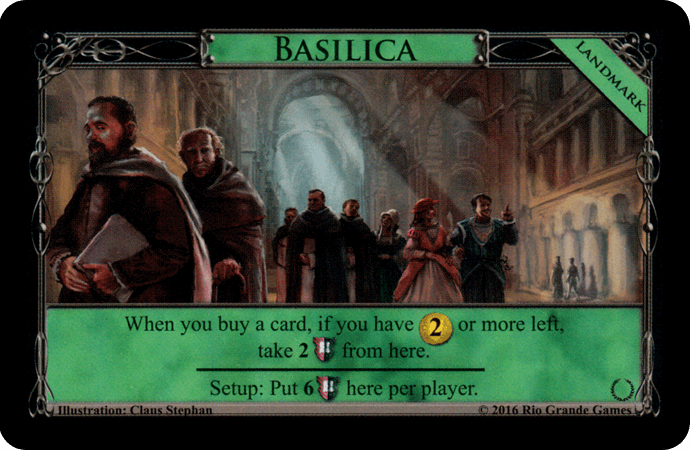 BASILICA
LANDMARK
When you buy a card, if you have 2 or more left,
take 2 from here.
Setup: Put 6 here per player.
Illustration: Claus Stephan
© 2016 Rio Grande Games